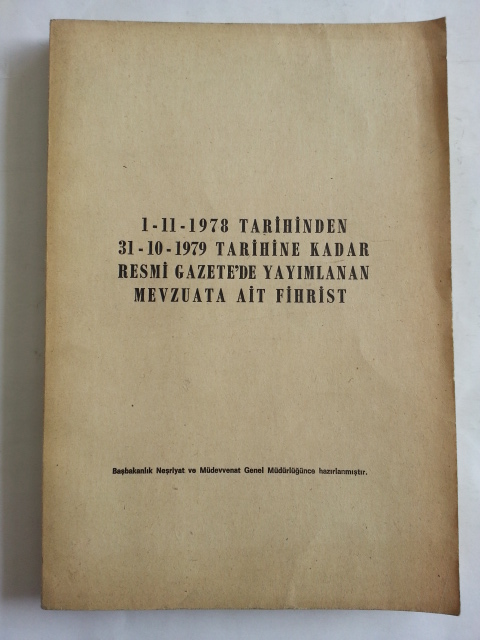 1-11-1978 TARİHİNDEN
31-10-1979 TARİHİNE KADAR
RESMİ GAZETE'DE YAYIMLANAN
MEVZUATA AİT FİHRİST
Başbakanlık Neşriyat ve Müdevvenat Genel Müdürlüğünce hazırlanmıştır.